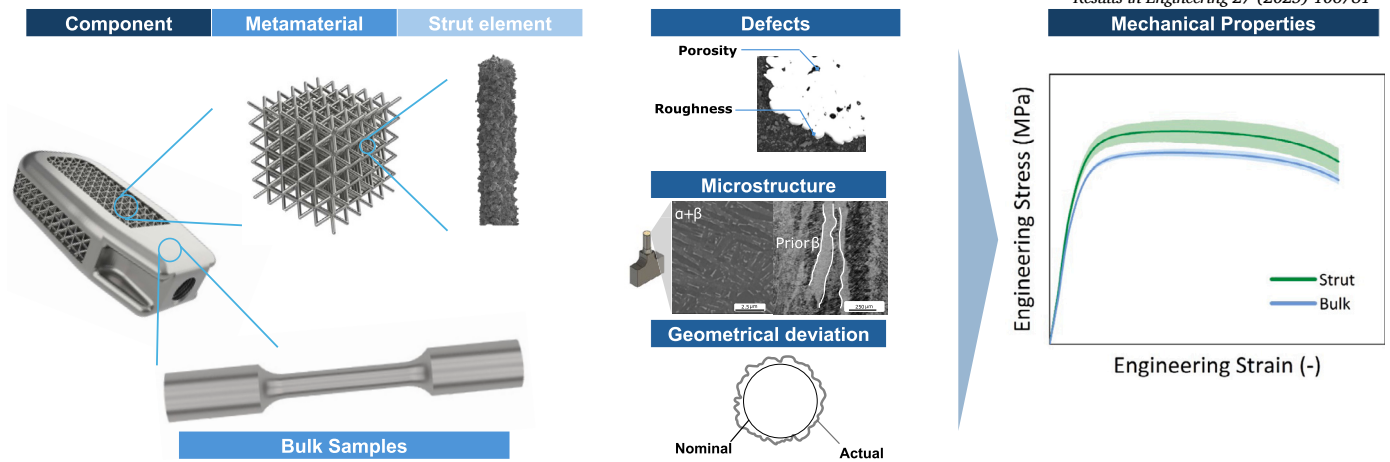 Results in Engineering 27 (2025) 106781
Component
Metamaterial
Strut element
Bulk Samples
Defects
Porosity
Roughness
Microstructure
α+β
Prior β
2.5 µm
250 µm
Geometrical deviation
Nominal
Actual
Mechanical Properties
Engineering Stress (MPa)
Strut
Bulk
Engineering Strain (-)